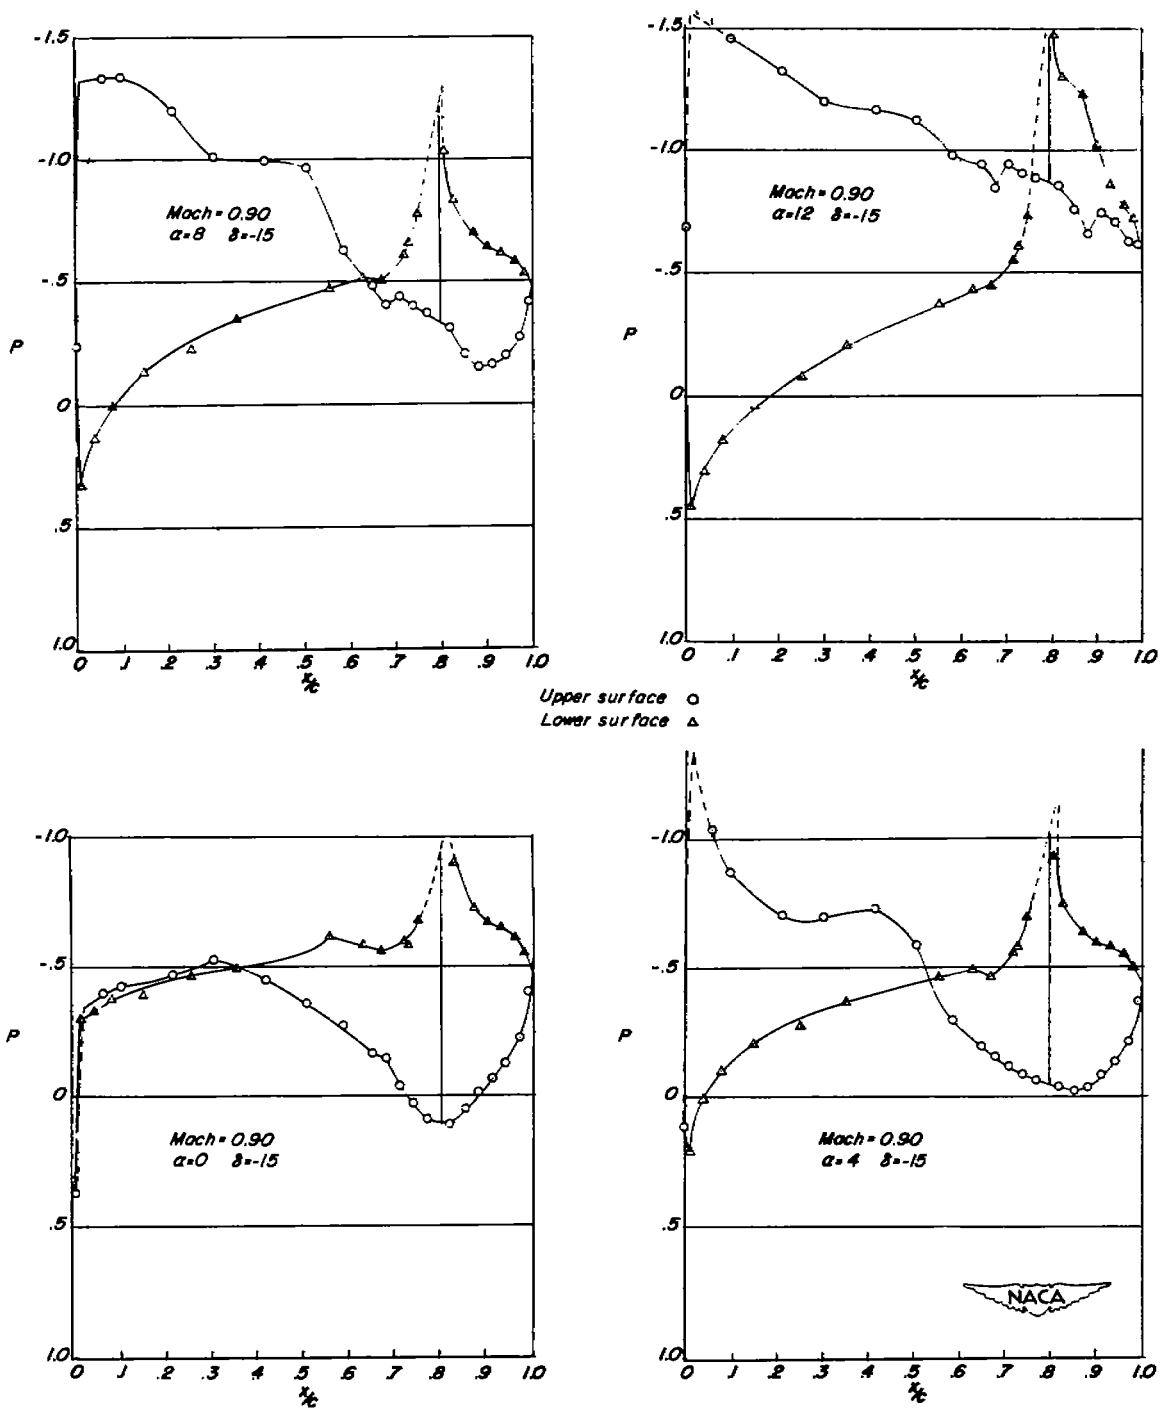 -1.5
-1.0
-.5
P
0
.5
1.0
0 .1 .2 .3 .4 .5 .6 .7 .8 .9 1.0
x/c
Mach = 0.90
α=8 δ=-15
-1.5
-1.0
-.5
P
0
.5
1.0
0 .1 .2 .3 .4 .5 .6 .7 .8 .9 1.0
x/c
Mach = 0.90
α=12 δ=-15
Upper surface ○
Lower surface △
-1.0
-.5
P
0
.5
1.0
0 .1 .2 .3 .4 .5 .6 .7 .8 .9 1.0
x/c
Mach = 0.90
α=0 δ=-15
-1.0
-.5
P
0
.5
1.0
0 .1 .2 .3 .4 .5 .6 .7 .8 .9 1.0
x/c
Mach = 0.90
α=4 δ=-15
NACA